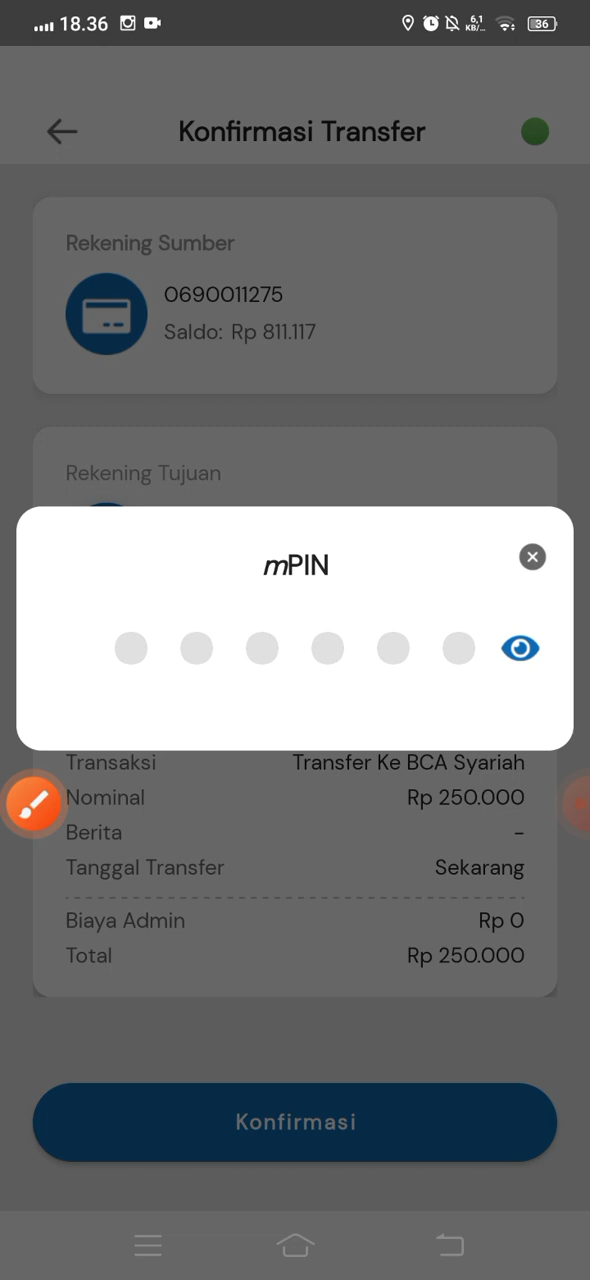 18.36
6,1
KB/...
36
Konfirmasi Transfer
Rekening Sumber
0690011275
Saldo: Rp 811.117
Rekening Tujuan
mPIN
Transaksi Transfer Ke BCA Syariah
Nominal Rp 250.000
Berita -
Tanggal Transfer Sekarang
Biaya Admin Rp 0
Total Rp 250.000
Konfirmasi